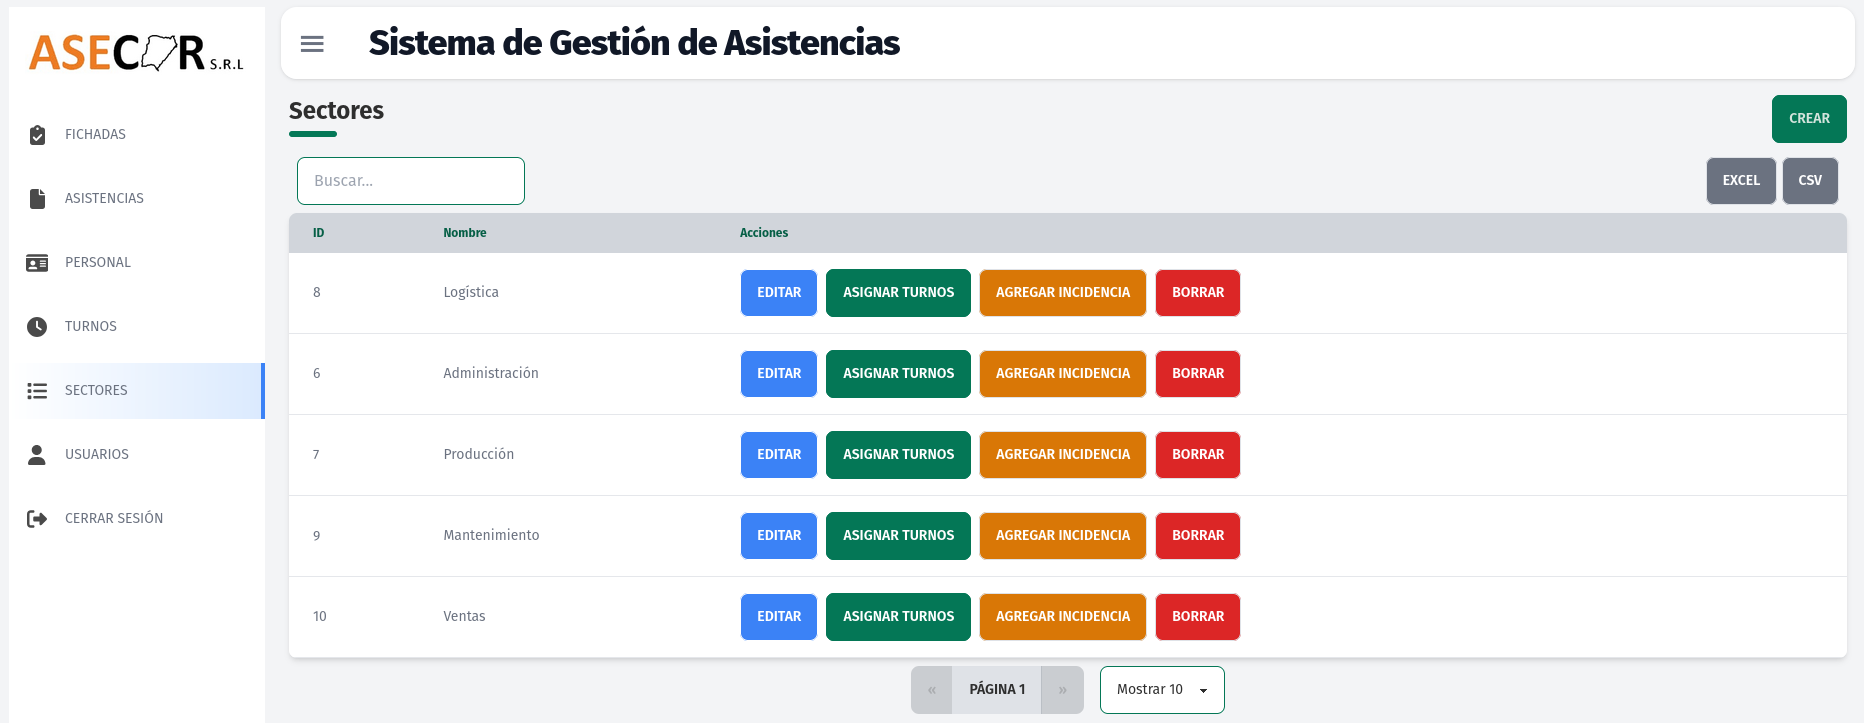 ASECOR S.R.L
Sistema de Gestión de Asistencias
FICHADAS
ASISTENCIAS
PERSONAL
TURNOS
SECTORES
USUARIOS
CERRAR SESIÓN
Sectores
CREAR
Buscar...
EXCEL CSV
ID Nombre Acciones
8 Logística EDITAR ASIGNAR TURNOS AGREGAR INCIDENCIA BORRAR
6 Administración EDITAR ASIGNAR TURNOS AGREGAR INCIDENCIA BORRAR
7 Producción EDITAR ASIGNAR TURNOS AGREGAR INCIDENCIA BORRAR
9 Mantenimiento EDITAR ASIGNAR TURNOS AGREGAR INCIDENCIA BORRAR
10 Ventas EDITAR ASIGNAR TURNOS AGREGAR INCIDENCIA BORRAR
« PÁGINA 1 » Mostrar 10